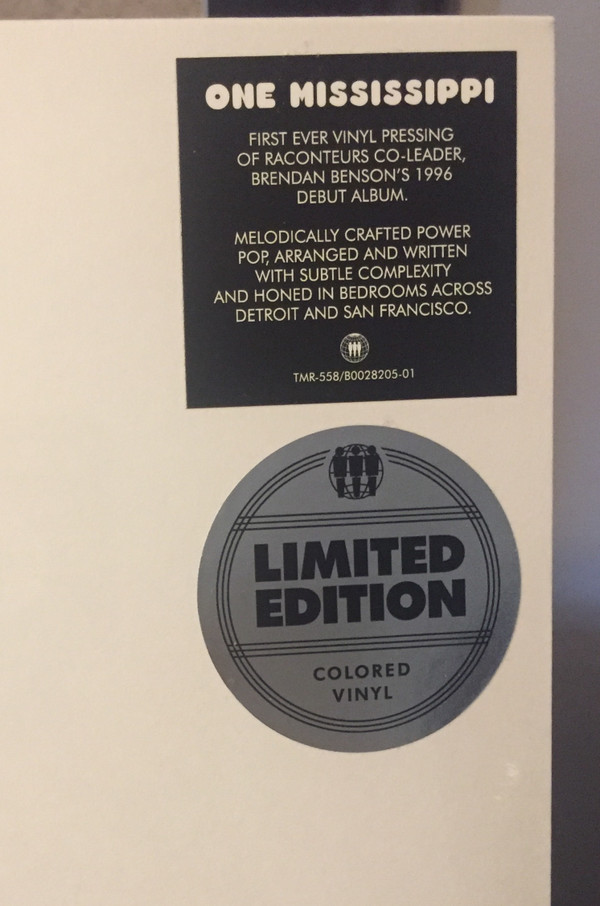 ONE MISSISSIPPI
FIRST EVER VINYL PRESSING
OF RACONTEURS CO-LEADER,
BRENDAN BENSON'S 1996
DEBUT ALBUM.
MELODICALLY CRAFTED POWER
POP, ARRANGED AND WRITTEN
WITH SUBTLE COMPLEXITY
AND HONED IN BEDROOMS ACROSS
DETROIT AND SAN FRANCISCO.
TMR-558/B0028205-01
LIMITED
EDITION
COLORED
VINYL